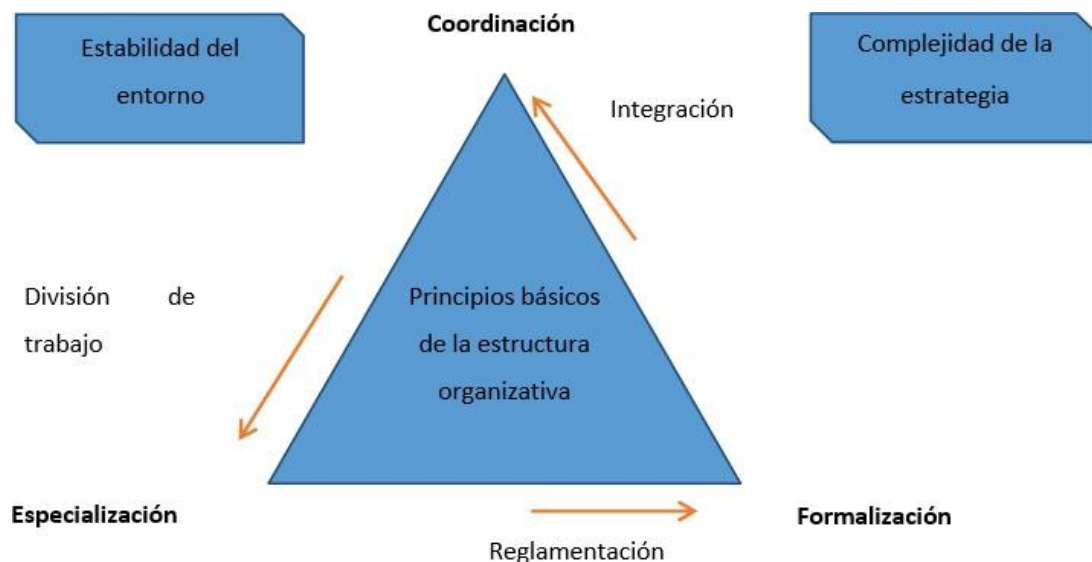 Coordinación
Estabilidad del
entorno
Complejidad de la
estrategia
Integración
División de
trabajo
Principios básicos
de la estructura
organizativa
Especialización
Formalización
Reglamentación